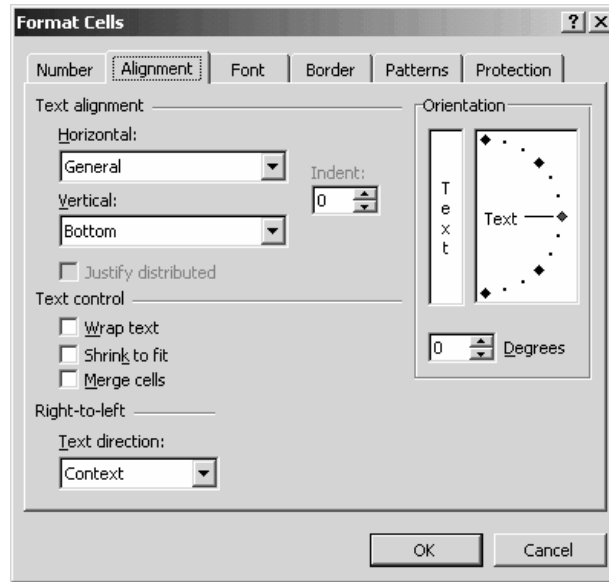 Format Cells
Number Alignment Font Border Patterns Protection
Text alignment
Horizontal:
General
Vertical:
Bottom
Indent:
0
Justify distributed
Text control
Wrap text
Shrink to fit
Merge cells
Right-to-left
Text direction:
Context
Orientation
Text
Text
0 Degrees
OK Cancel